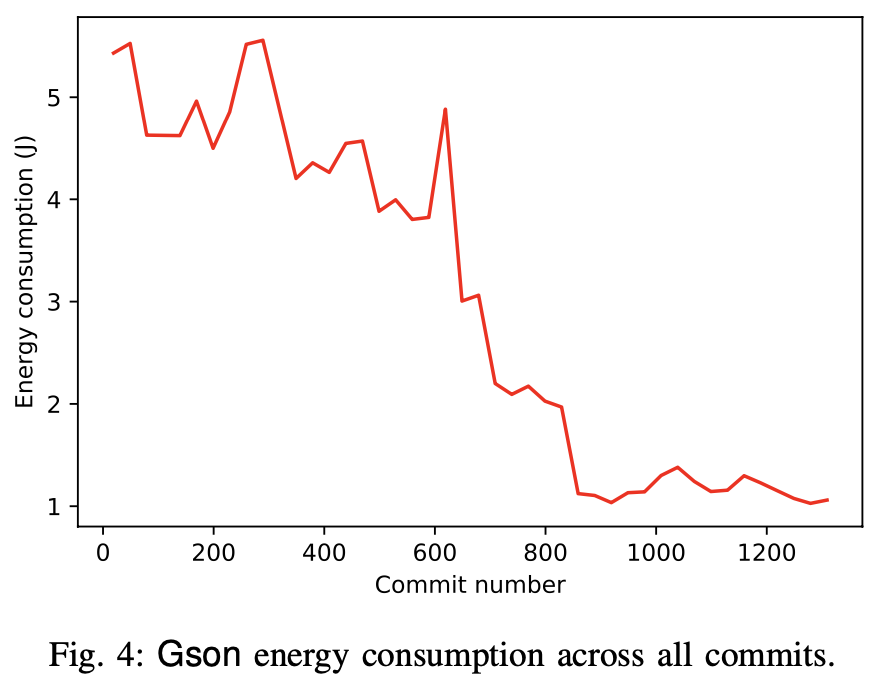 5
4
3
2
1
Energy consumption (J)
0 200 400 600 800 1000 1200
Commit number
Fig. 4: Gson energy consumption across all commits.